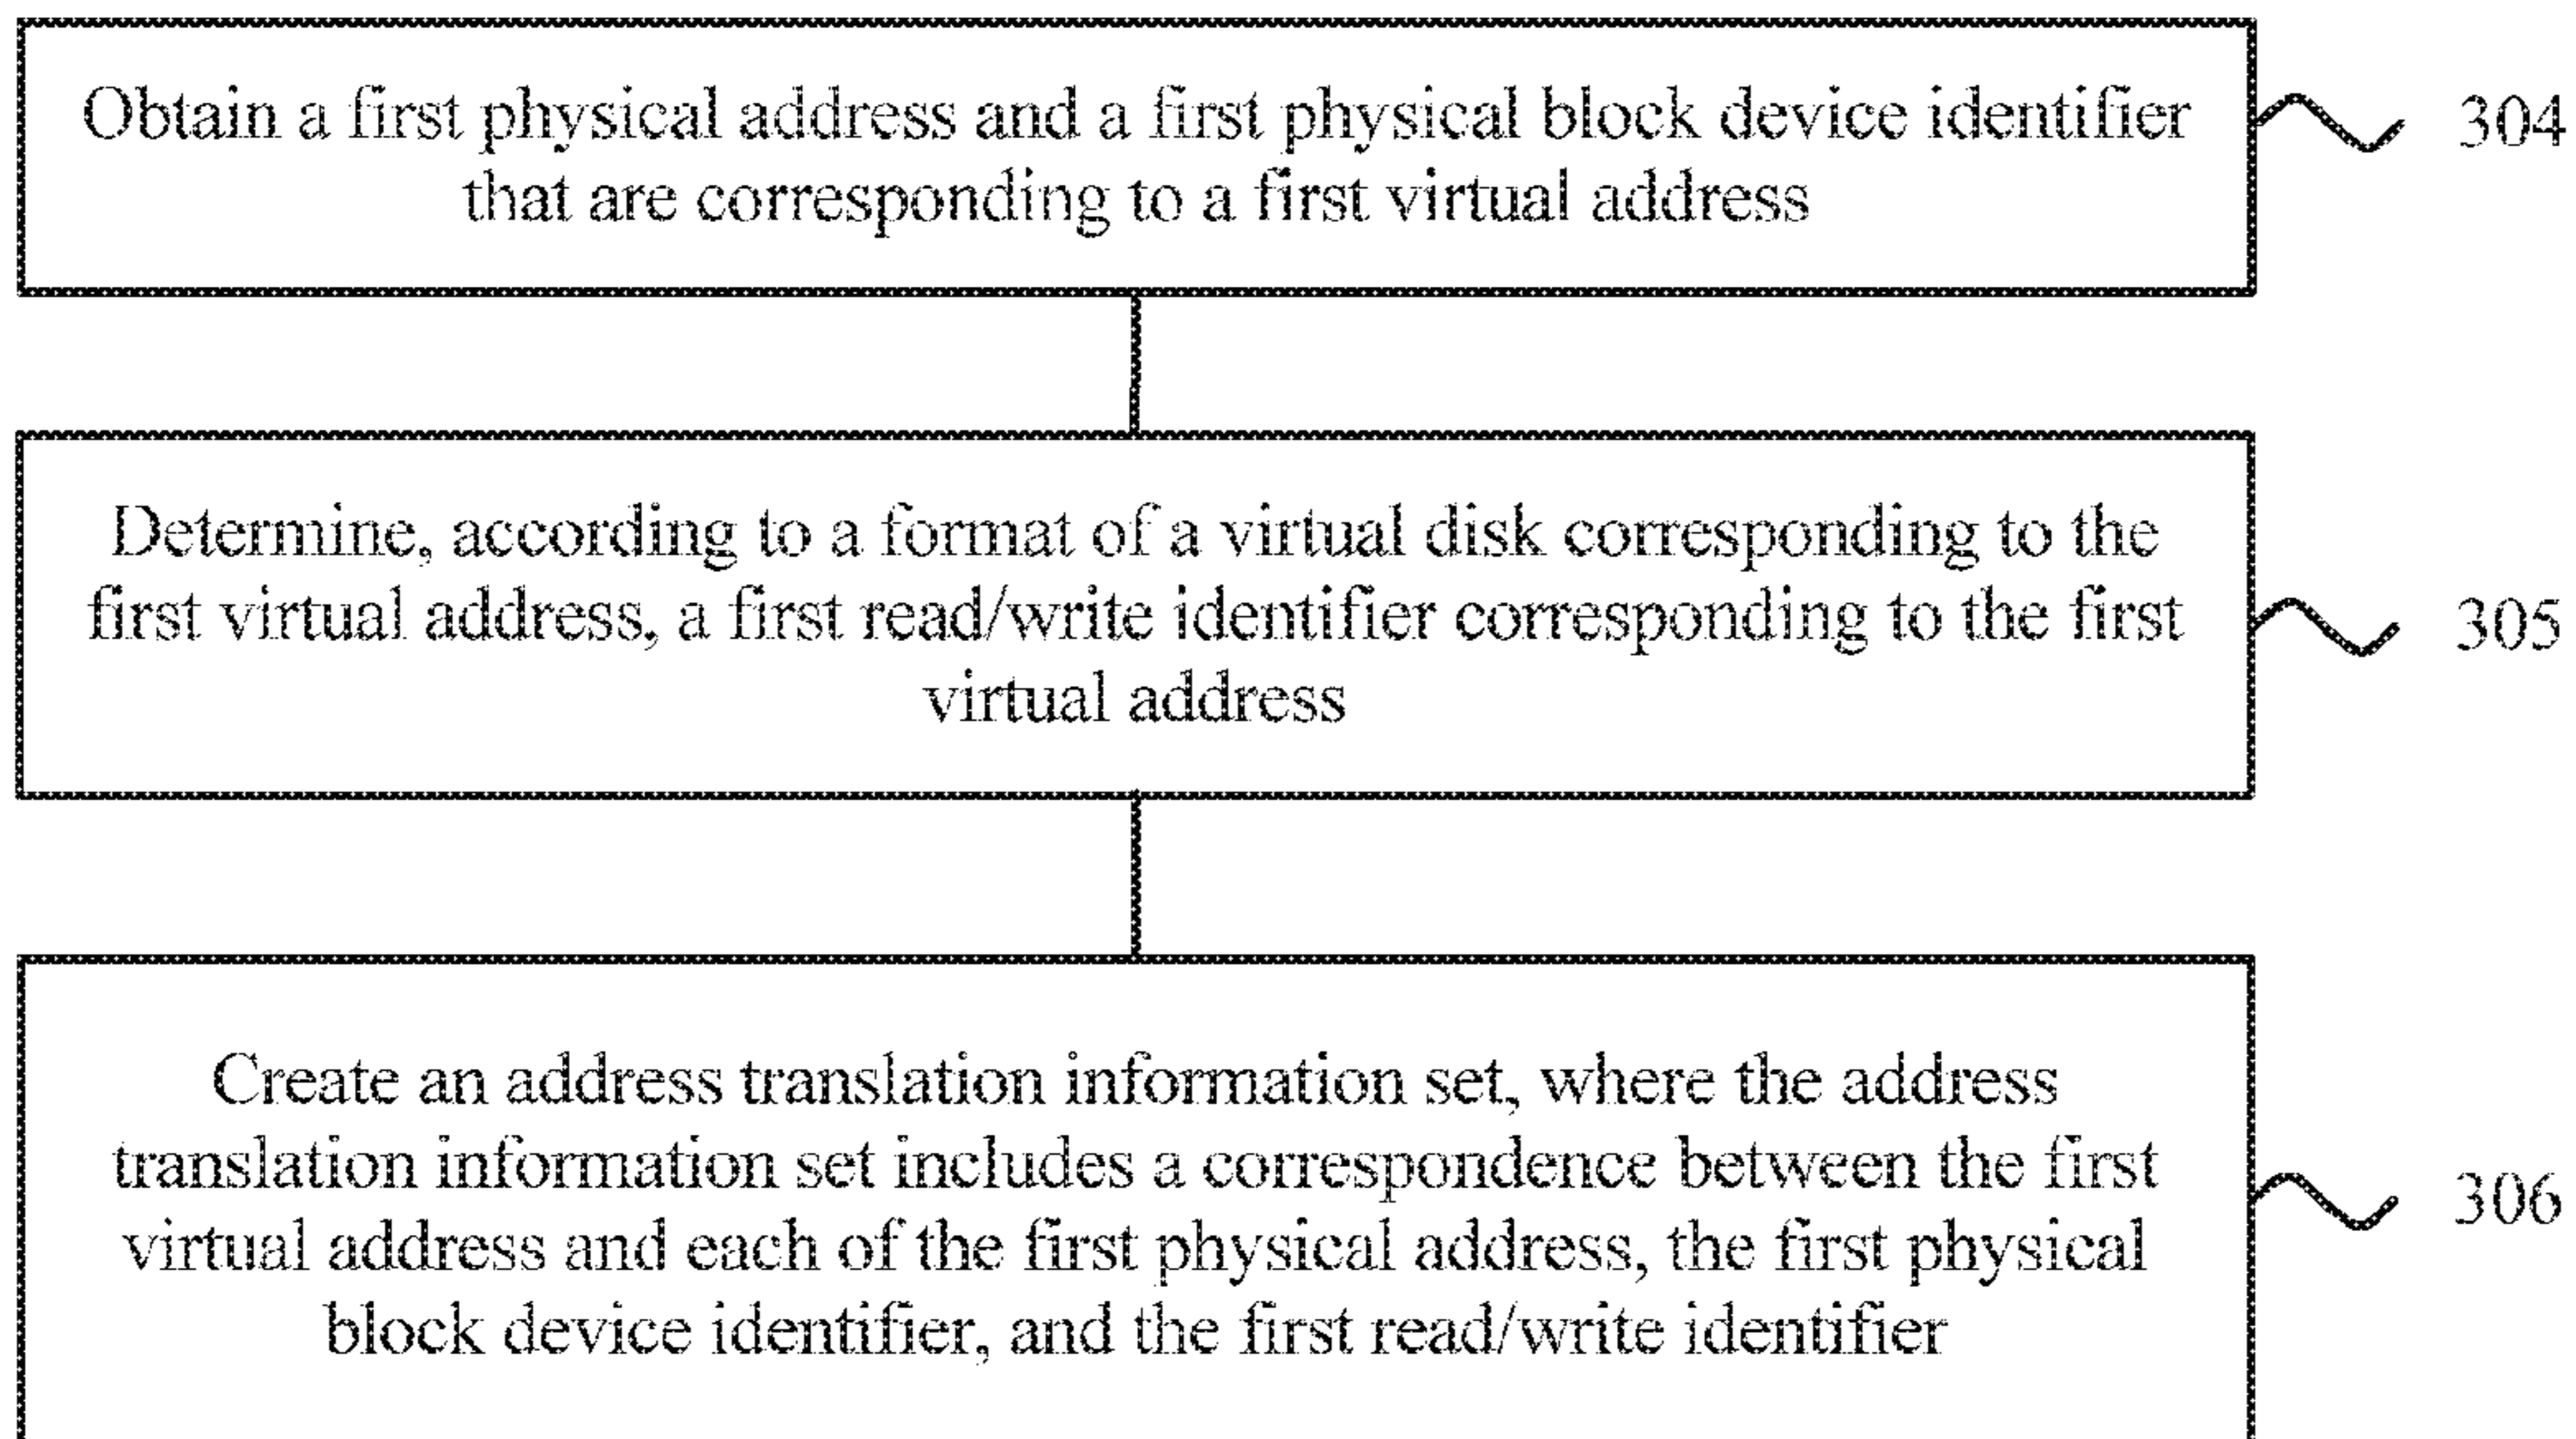 Obtain a first physical address and a first physical block device identifier
that are corresponding to a first virtual address
304
Determine, according to a format of a virtual disk corresponding to the
first virtual address, a first read/write identifier corresponding to the first
virtual address
305
Create an address translation information set, where the address
translation information set includes a correspondence between the first
virtual address and each of the first physical address, the first physical
block device identifier, and the first read/write identifier
306